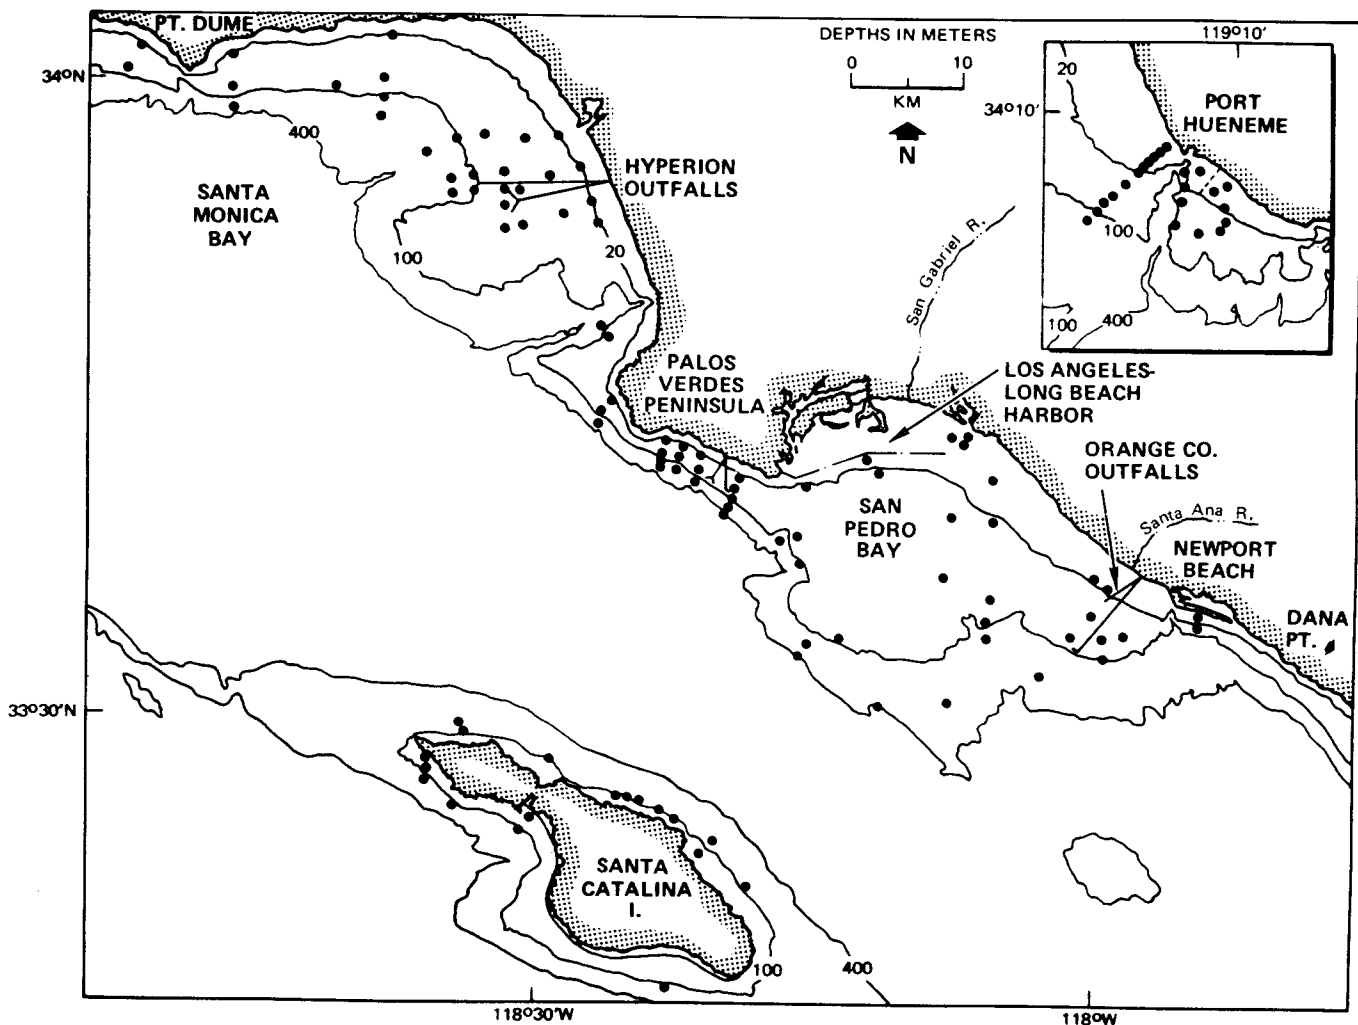 PT. DUME
DEPTHS IN METERS
0 10
KM
N
119°10'
20
34°10'
PORT
HUENEME
100
100
400
34°N
400
SANTA
MONICA
BAY
HYPERION
OUTFALLS
100
20
San Gabriel R.
PALOS
VERDES
PENINSULA
LOS ANGELES-
LONG BEACH
HARBOR
ORANGE CO.
OUTFALLS
SAN
PEDRO
BAY
Santa Ana R.
NEWPORT
BEACH
DANA
PT.
33°30'N
SANTA
CATALINA
I.
100
400
118°30'W
118°W